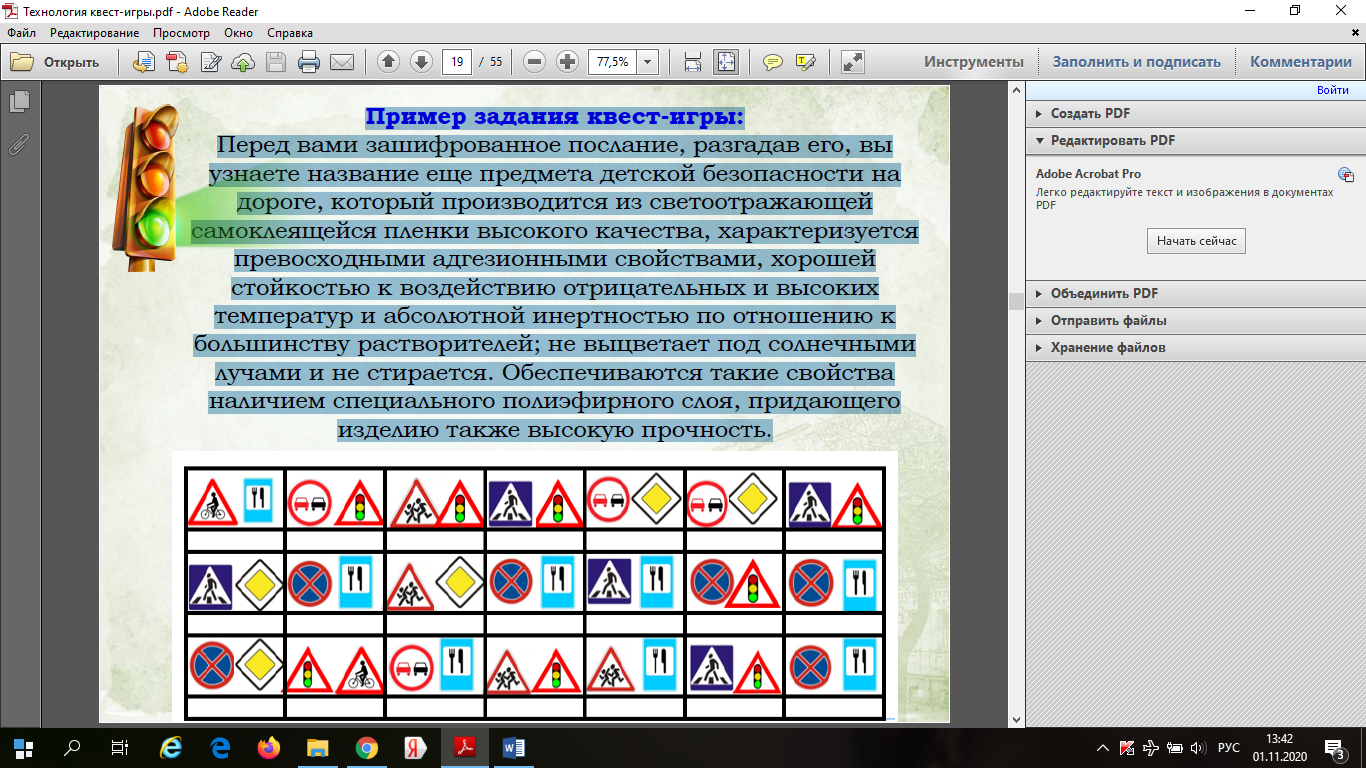 Технология квест-игры.pdf - Adobe Reader
Файл Редактирование Просмотр Окно Справка
Открыть 19 / 55 77,5% Инструменты Заполнить и подписать Комментарии
Войти
Создать PDF
Редактировать PDF
Adobe Acrobat Pro
Легко редактируйте текст и изображения в документах
PDF
Начать сейчас
Объединить PDF
Отправить файлы
Хранение файлов
Пример задания квест-игры:
Перед вами зашифрованное послание, разгадав его, вы
узнаете название еще предмета детской безопасности на
дороге, который производится из светоотражающей
самоклеящейся пленки высокого качества, характеризуется
превосходными адгезионными свойствами, хорошей
стойкостью к воздействию отрицательных и высоких
температур и абсолютной инертностью по отношению к
большинству растворителей; не выцветает под солнечными
лучами и не стирается. Обеспечиваются такие свойства
наличием специального полиэфирного слоя, придающего
изделию также высокую прочность.
РУС
13:42
01.11.2020
3